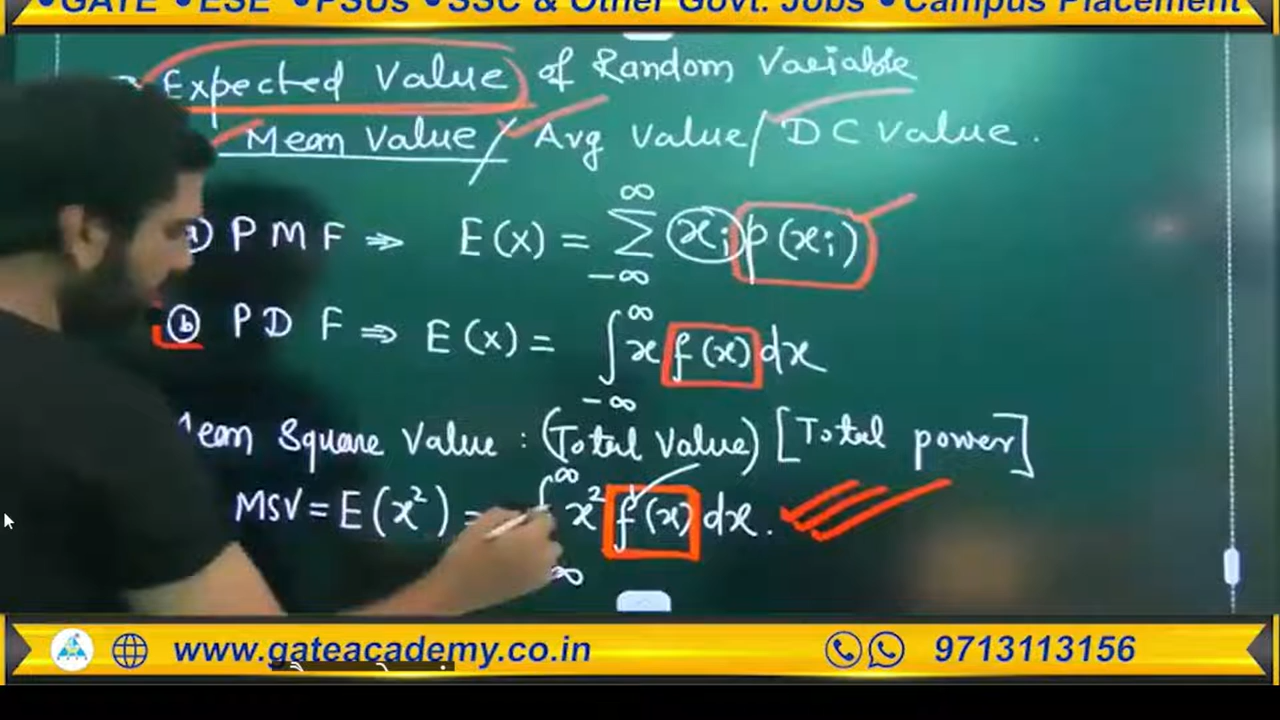 •GATE •ESE •PSUs •SSC & Other Govt. Jobs •Campus Placement
Expected Value of Random Variable
Mean Value / Avg Value / DC Value.
a) PMF ⇒ E(x) = ∑ ∞ -∞ xᵢ p(xᵢ)
b) PDF ⇒ E(x) = ∫ ∞ -∞ x f(x) dx
Mean Square Value : (Total Value) [Total power]
MSV = E(x²) = ∫ ∞ -∞ x² f(x) dx.
www.gateacademy.co.in 9713113156